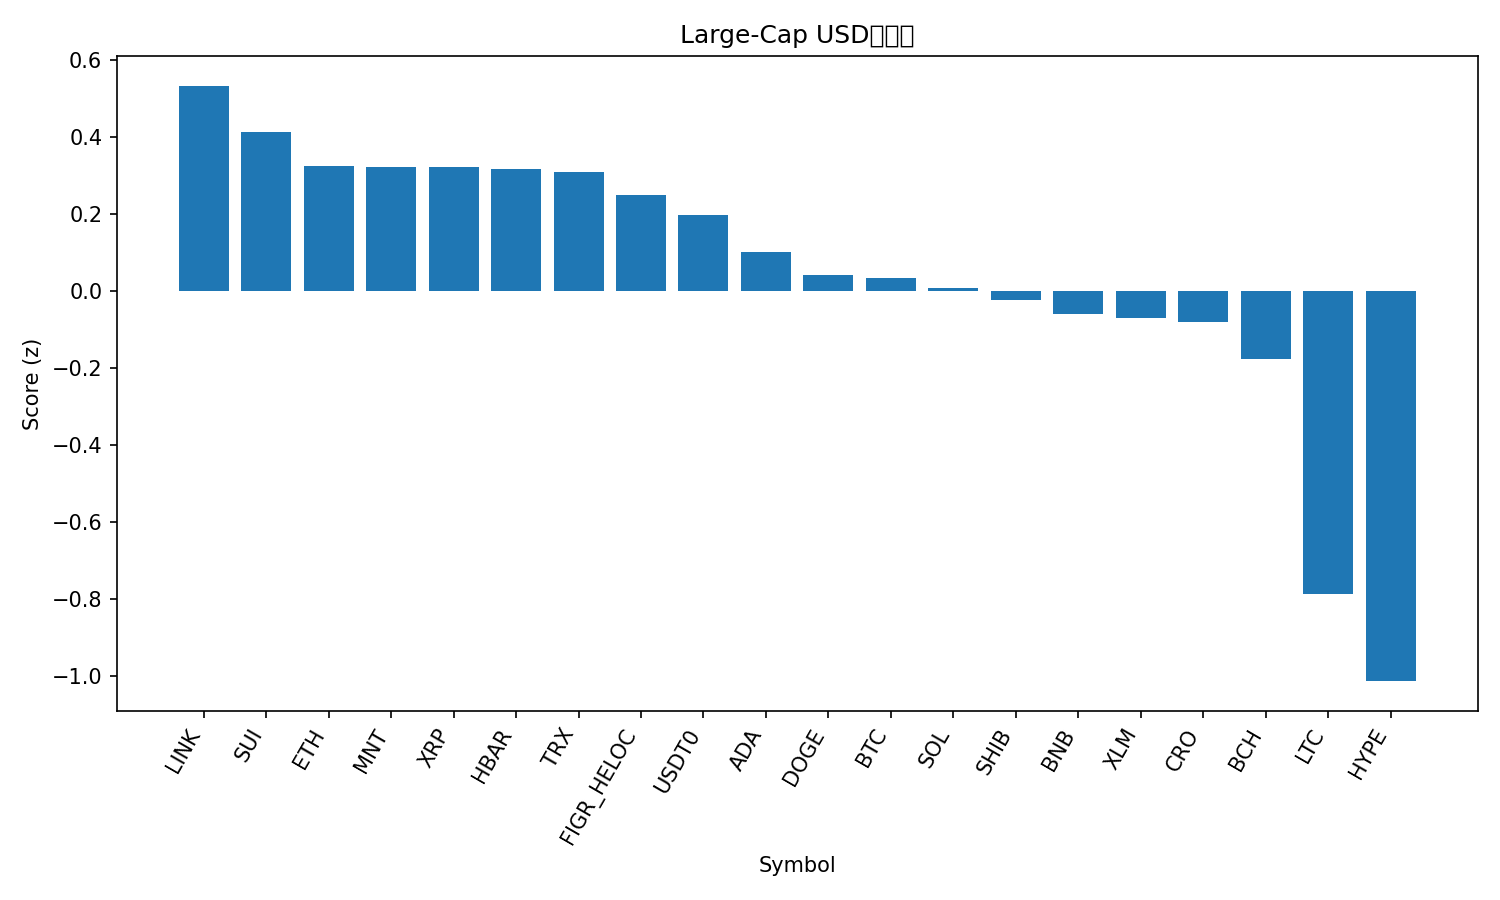 Large-Cap USD
0.6
0.4
0.2
0.0
−0.2
−0.4
−0.6
−0.8
−1.0
Score (z)
LINK
SUI
ETH
MNT
XRP
HBAR
TRX
FIGR_HELOC
USDT0
ADA
DOGE
BTC
SOL
SHIB
BNB
XLM
CRO
BCH
LTC
HYPE
Symbol